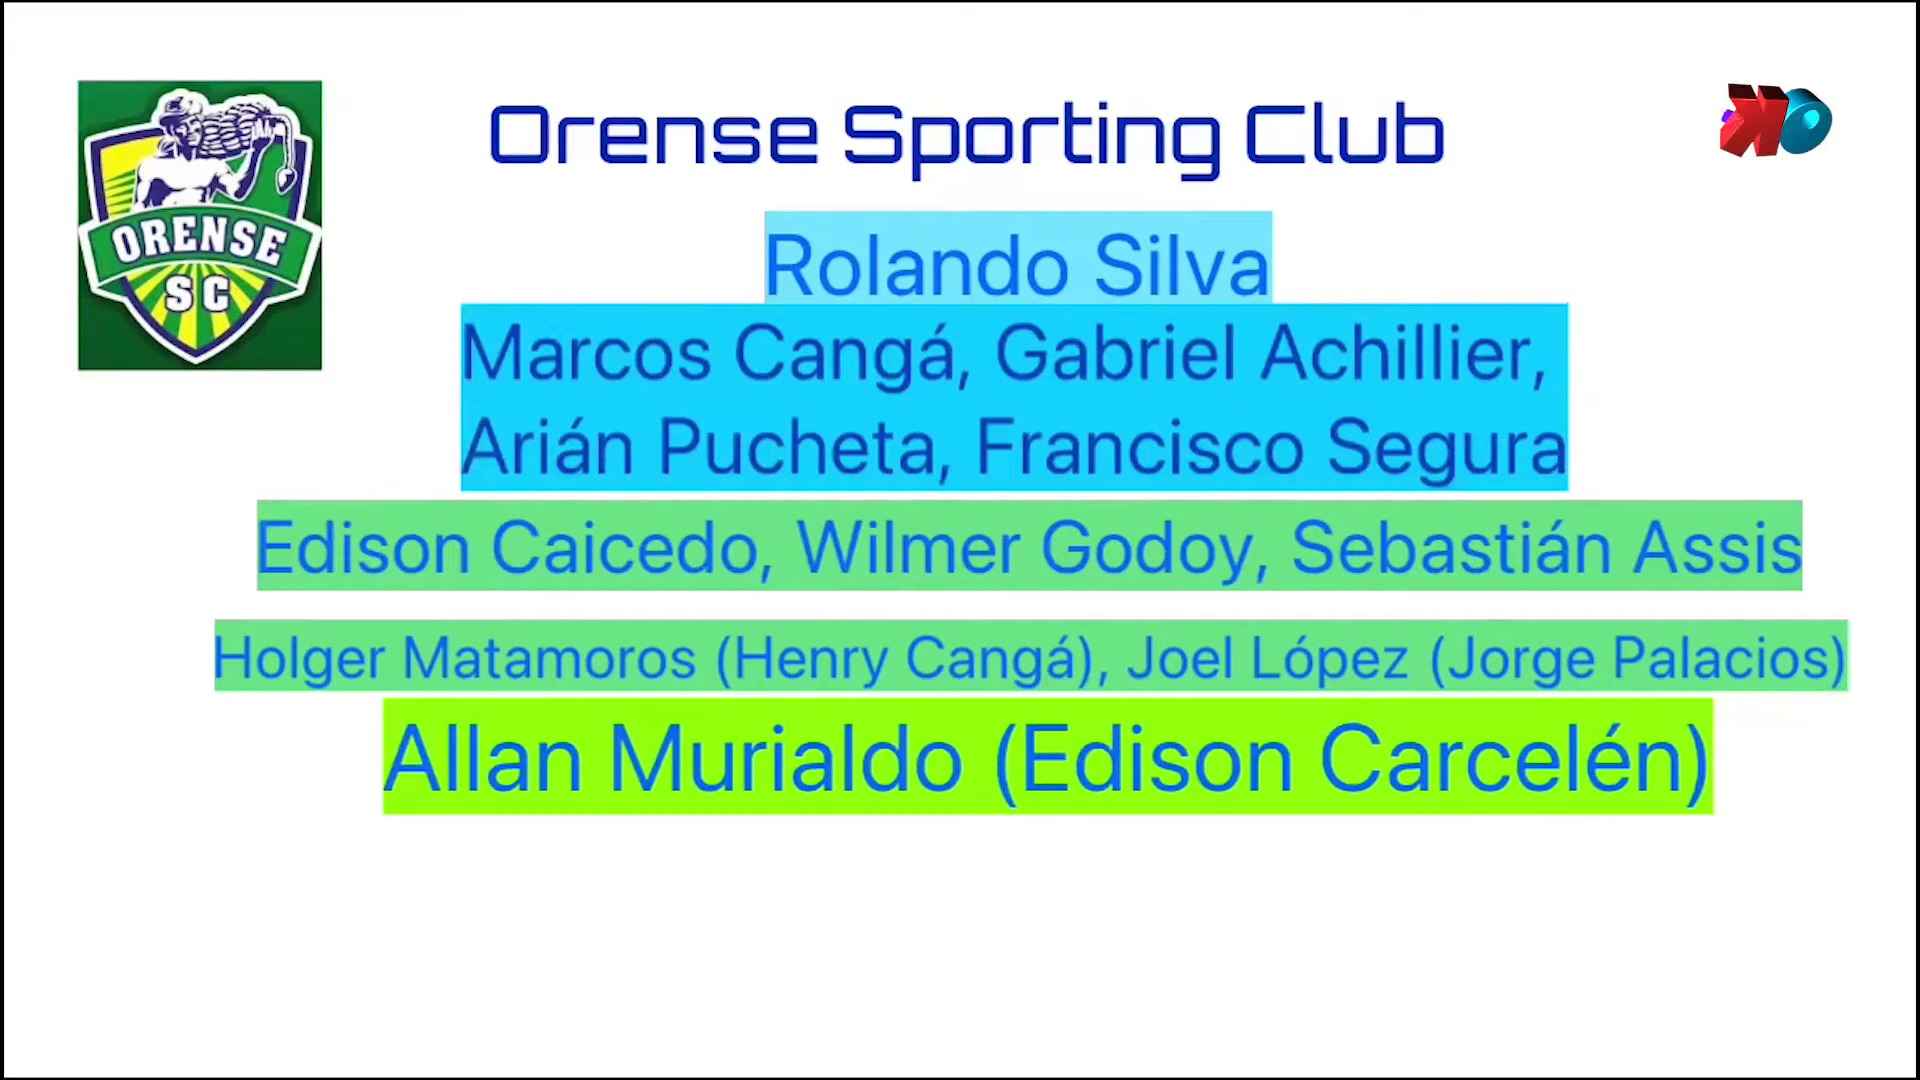 Orense Sporting Club
ORENSE
SC
KO
Rolando Silva
Marcos Cangá, Gabriel Achillier,
Arián Pucheta, Francisco Segura
Edison Caicedo, Wilmer Godoy, Sebastián Assis
Holger Matamoros (Henry Cangá), Joel López (Jorge Palacios)
Allan Murialdo (Edison Carcelén)